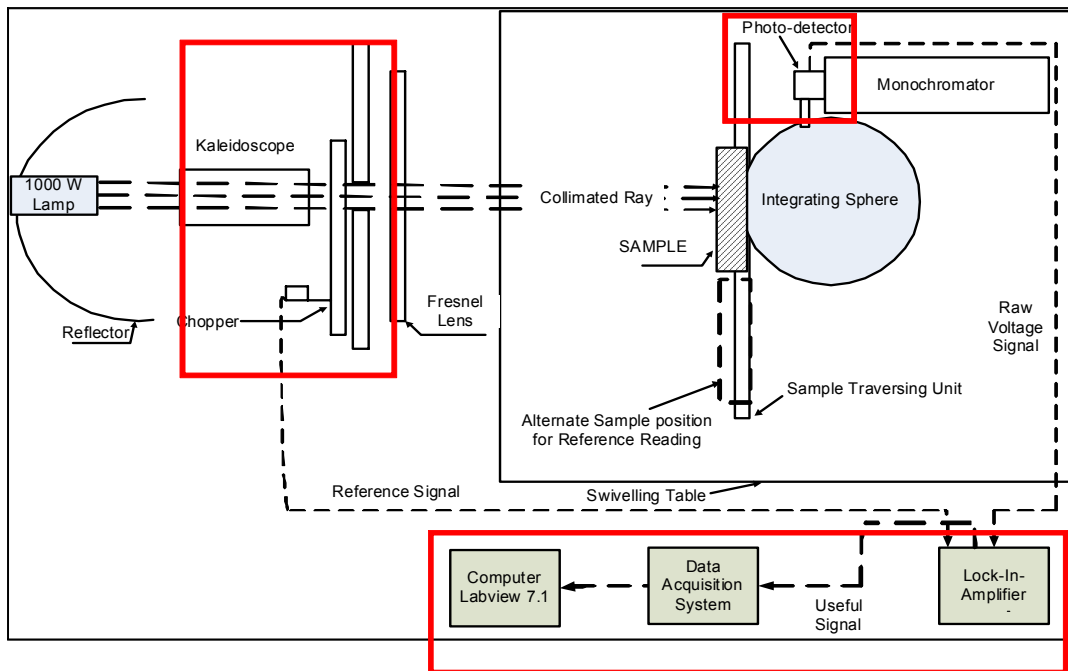 Photo-detector
Monochromator
Kaleidoscope
1000 W
Lamp
Collimated Ray
Integrating Sphere
SAMPLE
Fresnel
Lens
Chopper
Reflector
Raw
Voltage
Signal
Sample Traversing Unit
Alternate Sample position
for Reference Reading
Reference Signal
Swivelling Table
Computer
Labview 7.1
Data
Acquisition
System
Useful
Signal
Lock-In-
Amplifier
-